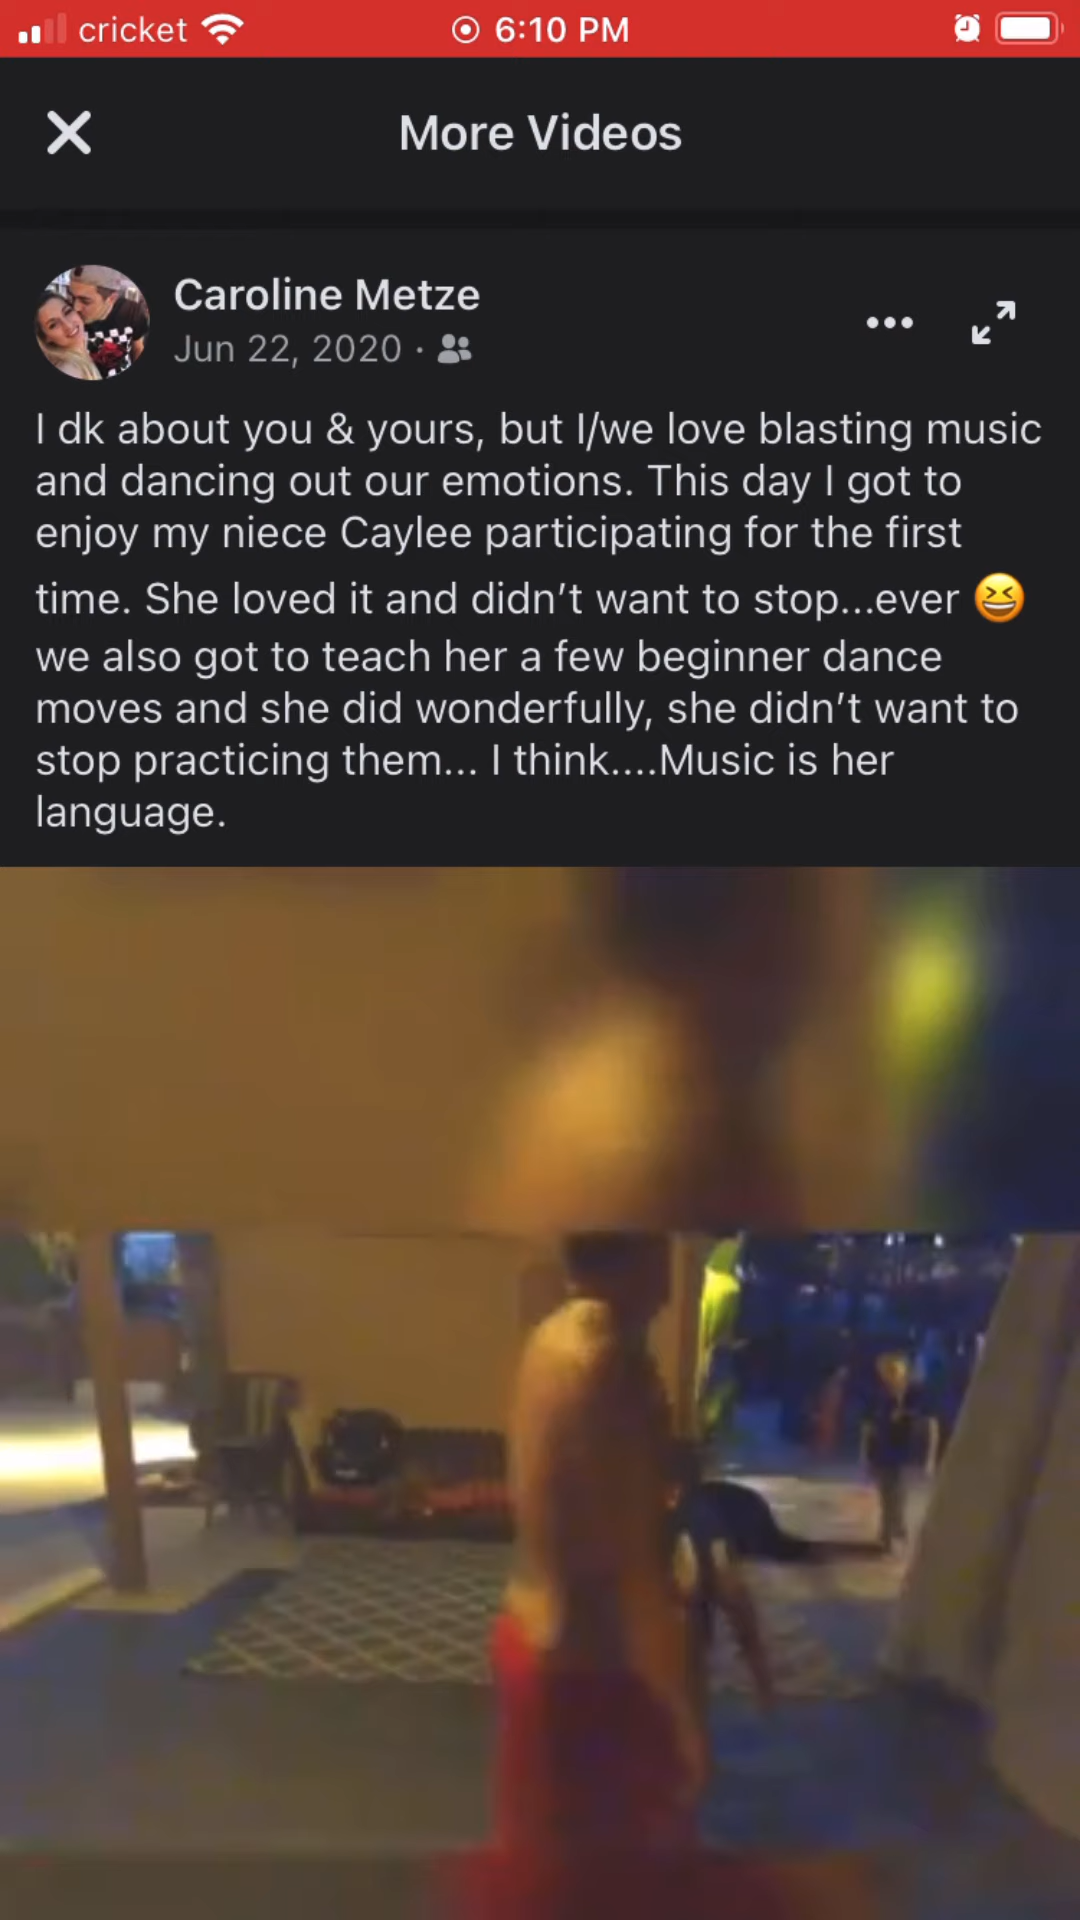 cricket 6:10 PM
More Videos
Caroline Metze
Jun 22, 2020 ·
I dk about you & yours, but I/we love blasting music
and dancing out our emotions. This day I got to
enjoy my niece Caylee participating for the first
time. She loved it and didn’t want to stop...ever 😆
we also got to teach her a few beginner dance
moves and she did wonderfully, she didn’t want to
stop practicing them... I think....Music is her
language.